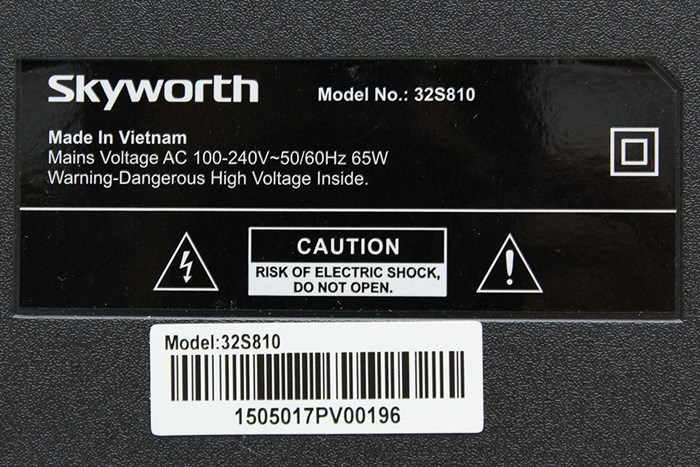 Skyworth
Model No.: 32S810
Made In Vietnam
Mains Voltage AC 100-240V~50/60Hz 65W
Warning-Dangerous High Voltage Inside.
CAUTION
RISK OF ELECTRIC SHOCK,
DO NOT OPEN.
Model:32S810
1505017PV00196